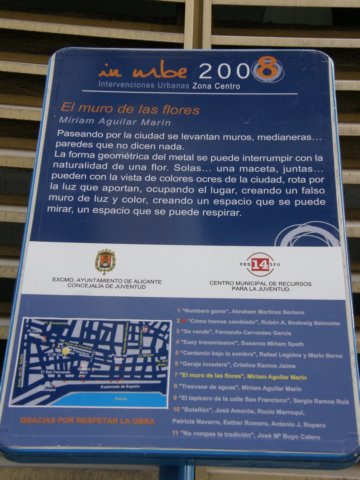 in urbe 2008
Intervenciones Urbanas Zona Centro
El muro de las flores
Miriam Aguilar Marín
Paseando por la ciudad se levantan muros, medianeras...
paredes que no dicen nada.
La forma geométrica del metal se puede interrumpir con la
naturalidad de una flor. Solas... una maceta, juntas...
pueden con la vista de colores ocres de la ciudad, rota por
la luz que aportan, ocupando el lugar, creando un falso
muro de luz y color, creando un espacio que se puede
mirar, un espacio que se puede respirar.
EXCMO. AYUNTAMIENTO DE ALICANTE
CONCEJALÍA DE JUVENTUD
14
CENTRO MUNICIPAL DE RECURSOS
PARA LA JUVENTUD
1 "Numbers game", Abraham Martínez Soriano
2 "Cómo hemos cambiado", Rubén A. Bodewig Belmonte
3 "Se vende", Fernando Cervantes García
4 "Easy transmission", Susanne Miriam Speth
5 "Cantando bajo la sombra", Rafael Legidos y Mario Berna
6 "Garaje invaders", Cristina Ramos Jaime
7 "El muro de las flores", Miriam Aguilar Marín
8 "Travesas de aguas", Miriam Aguilar Marín
9 "El tapicero de la calle San Francisco", Sergio Ramos Ruiz
10 "Botellón", José Amorós, Rocío Marroquí,
Patricia Navarro, Esther Romero, Antonio J. Ropero
11 "No rompas la tradición", José Mª Buyo Calero
Explanada de España
GRACIAS POR RESPETAR LA OBRA